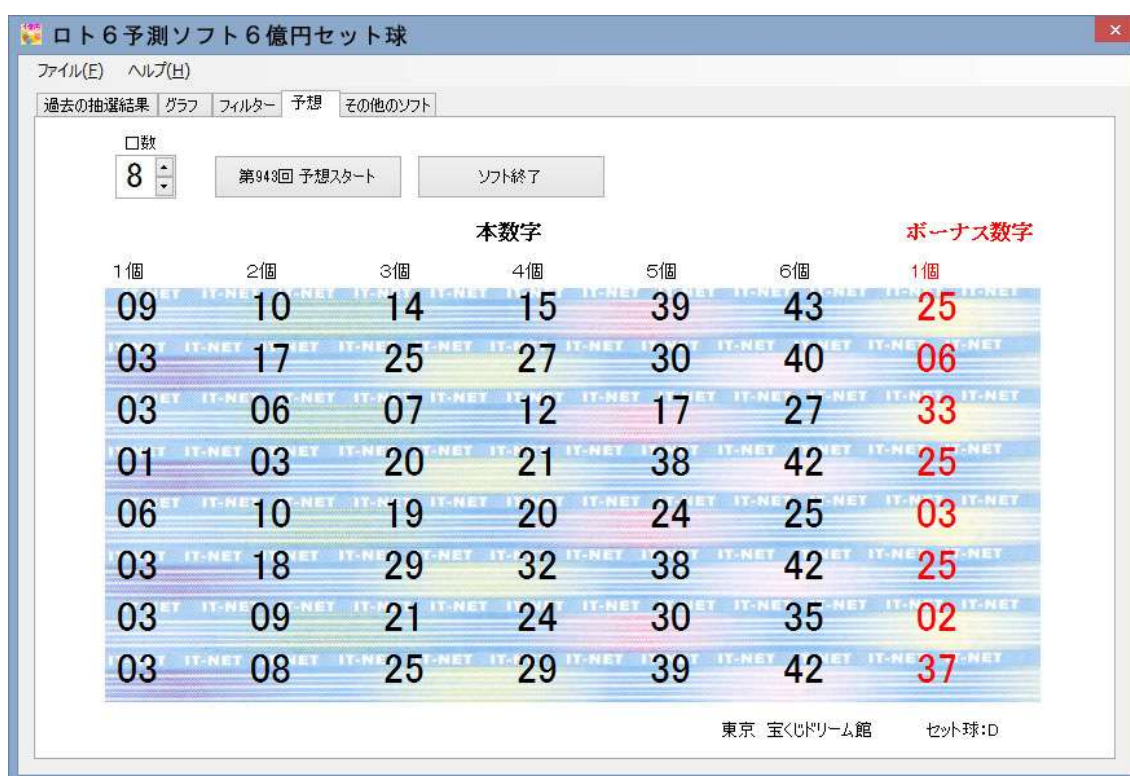 ロト６予測ソフト６億円セット球
ファイル(F) ヘルプ(H)
過去の抽選結果 グラフ フィルター 予想 その他のソフト
口数
8 第943回 予想スタート ソフト終了
本数字 ボーナス数字
1個 2個 3個 4個 5個 6個 1個
09 10 14 15 39 43 25
03 17 25 27 30 40 06
03 06 07 12 17 27 33
01 03 20 21 38 42 25
06 10 19 20 24 25 03
03 18 29 32 38 42 25
03 09 21 24 30 35 02
03 08 25 29 39 42 37
東京 宝くじドリーム館 セット球:D